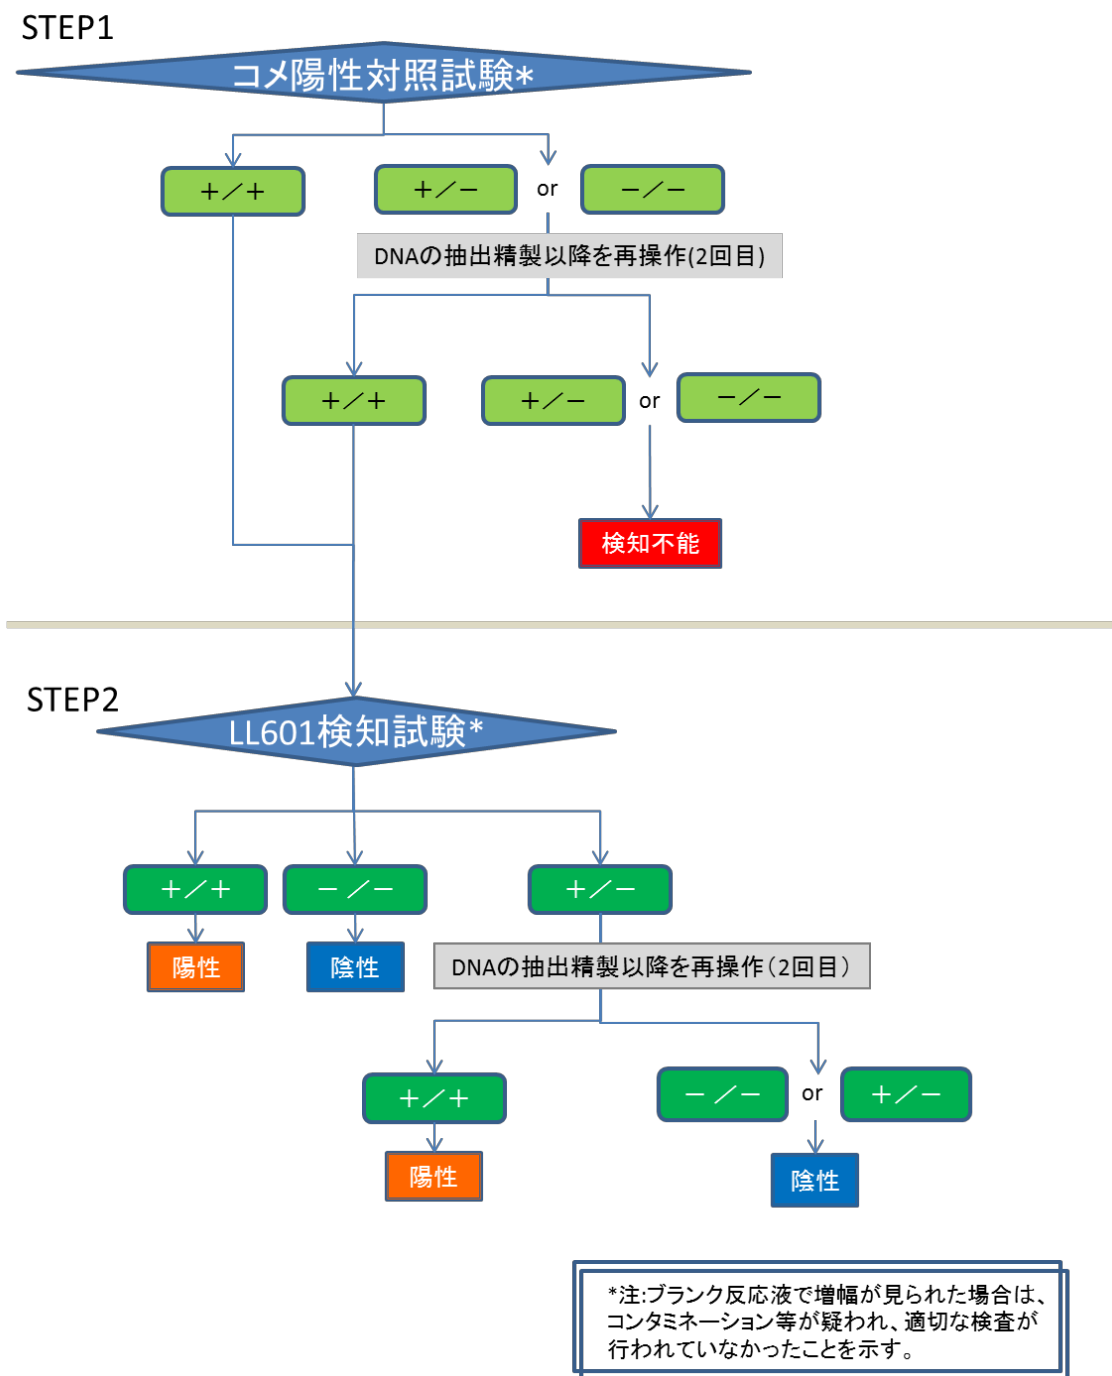 STEP1
コメ陽性対照試験*
+/+
+/−
or
−/−
DNAの抽出精製以降を再操作(2回目)
+/+
+/−
or
−/−
検知不能
STEP2
LL601検知試験*
+/+
−/−
+/−
陽性
陰性
DNAの抽出精製以降を再操作(2回目)
+/+
−/−
or
+/−
陽性
陰性
*注:ブランク反応液で増幅が見られた場合は、
コンタミネーション等が疑われ、適切な検査が
行われていなかったことを示す。